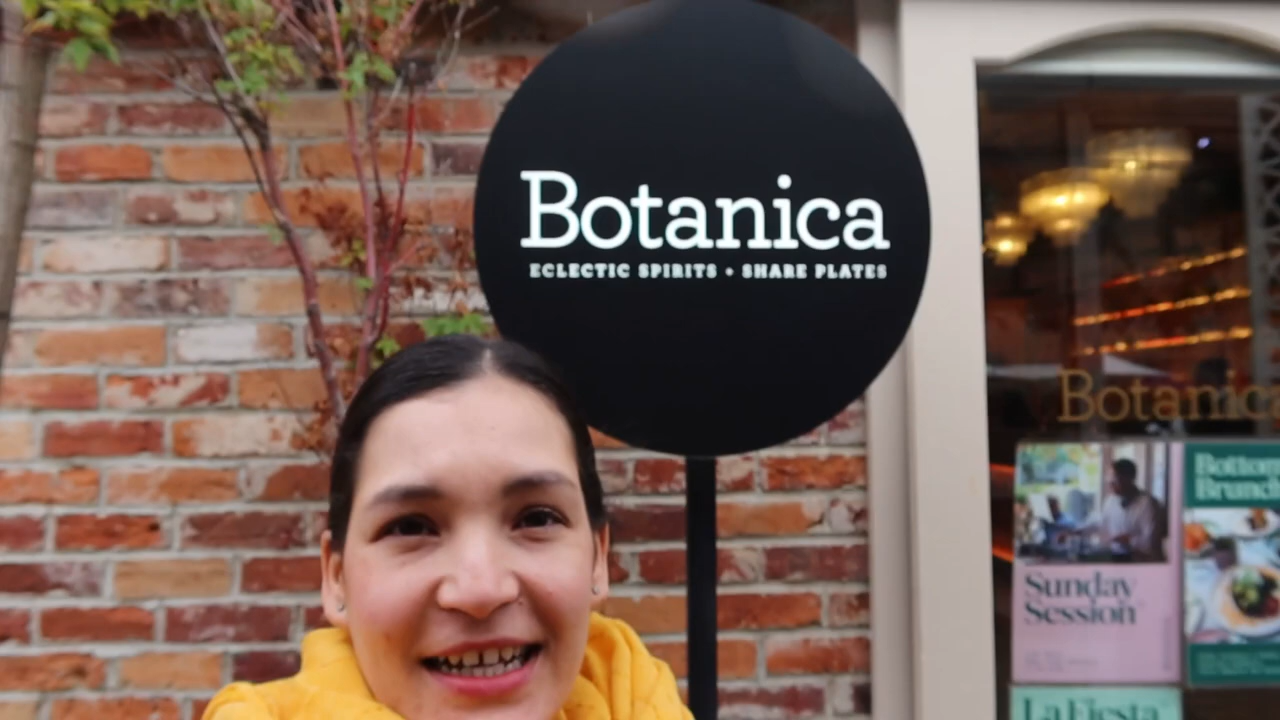 Botanica
ECLECTIC SPIRITS • SHARE PLATES
Botanica
Sunday
Session
Bottom
Brunch
La Fiesta